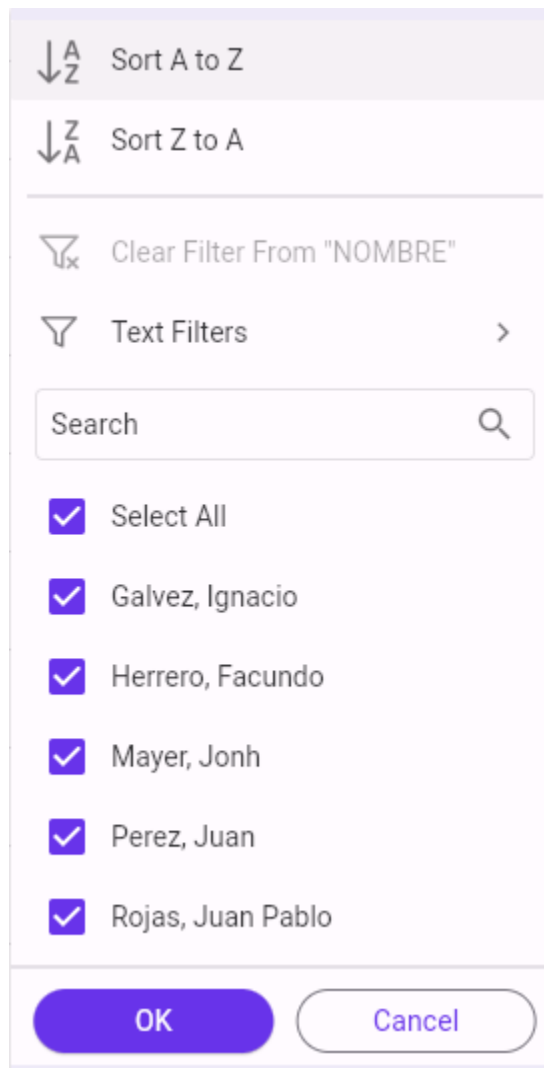 Sort A to Z
Sort Z to A
Clear Filter From "NOMBRE"
Text Filters
Search
Select All
Galvez, Ignacio
Herrero, Facundo
Mayer, Jonh
Perez, Juan
Rojas, Juan Pablo
OK Cancel